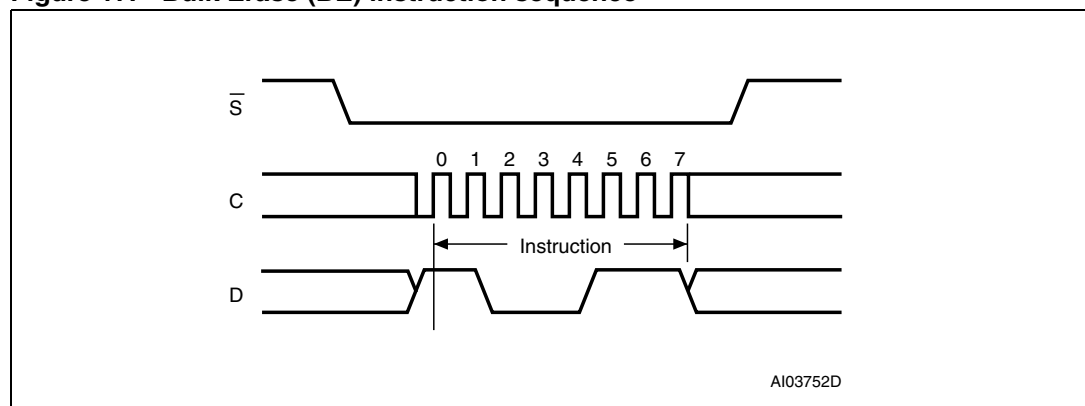 Figure 17. Bulk Erase (BE) instruction sequence
S̅
0 1 2 3 4 5 6 7
C
Instruction
D
AI03752D